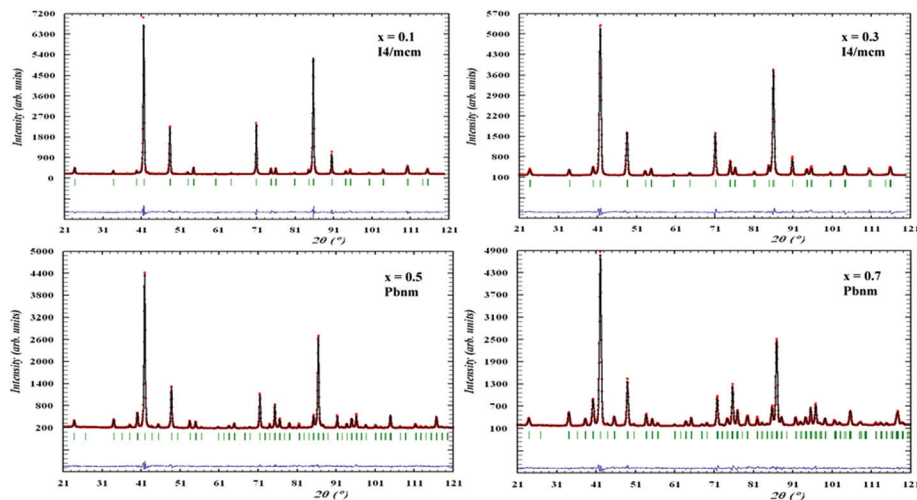 7200
6300
5400
4500
3600
2700
1800
900
0
Intensity (arb. units)
x = 0.1
I4/mcm
21 31 41 51 61 71 81 91 101 111 121
2θ (°)
5700
5000
4300
3600
2900
2200
1500
800
100
Intensity (arb. units)
x = 0.3
I4/mcm
21 31 41 51 61 71 81 91 101 111 121
2θ (°)
5000
4400
3800
3200
2600
2000
1400
800
200
Intensity (arb. units)
x = 0.5
Pbnm
21 31 41 51 61 71 81 91 101 111 121
2θ (°)
4900
4300
3700
3100
2500
1900
1300
700
100
Intensity (arb. units)
x = 0.7
Pbnm
21 31 41 51 61 71 81 91 101 111 121
2θ (°)